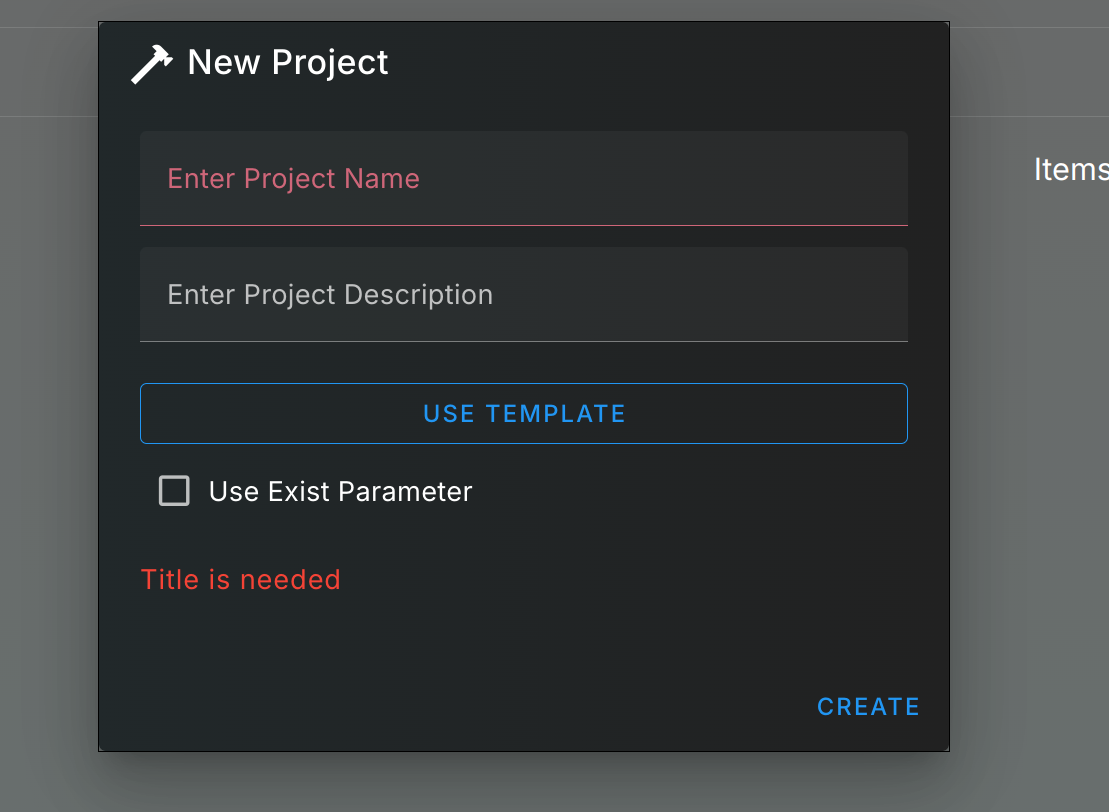 New Project
Enter Project Name
Items
Enter Project Description
USE TEMPLATE
Use Exist Parameter
Title is needed
CREATE